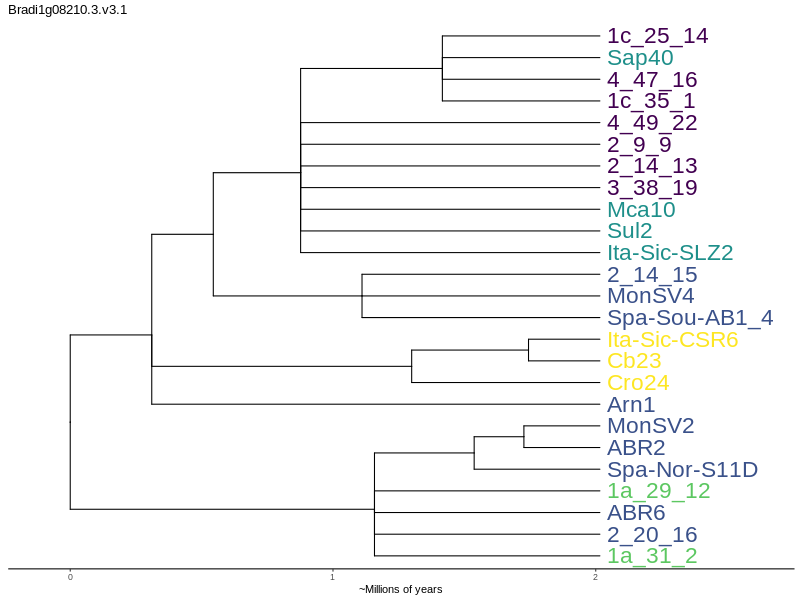 Bradi1g08210.3.v3.1
1c_25_14
Sap40
4_47_16
1c_35_1
4_49_22
2_9_9
2_14_13
3_38_19
Mca10
Sul2
Ita-Sic-SLZ2
2_14_15
MonSV4
Spa-Sou-AB1_4
Ita-Sic-CSR6
Cb23
Cro24
Arn1
MonSV2
ABR2
Spa-Nor-S11D
1a_29_12
ABR6
2_20_16
1a_31_2
0 1 2
~Millions of years